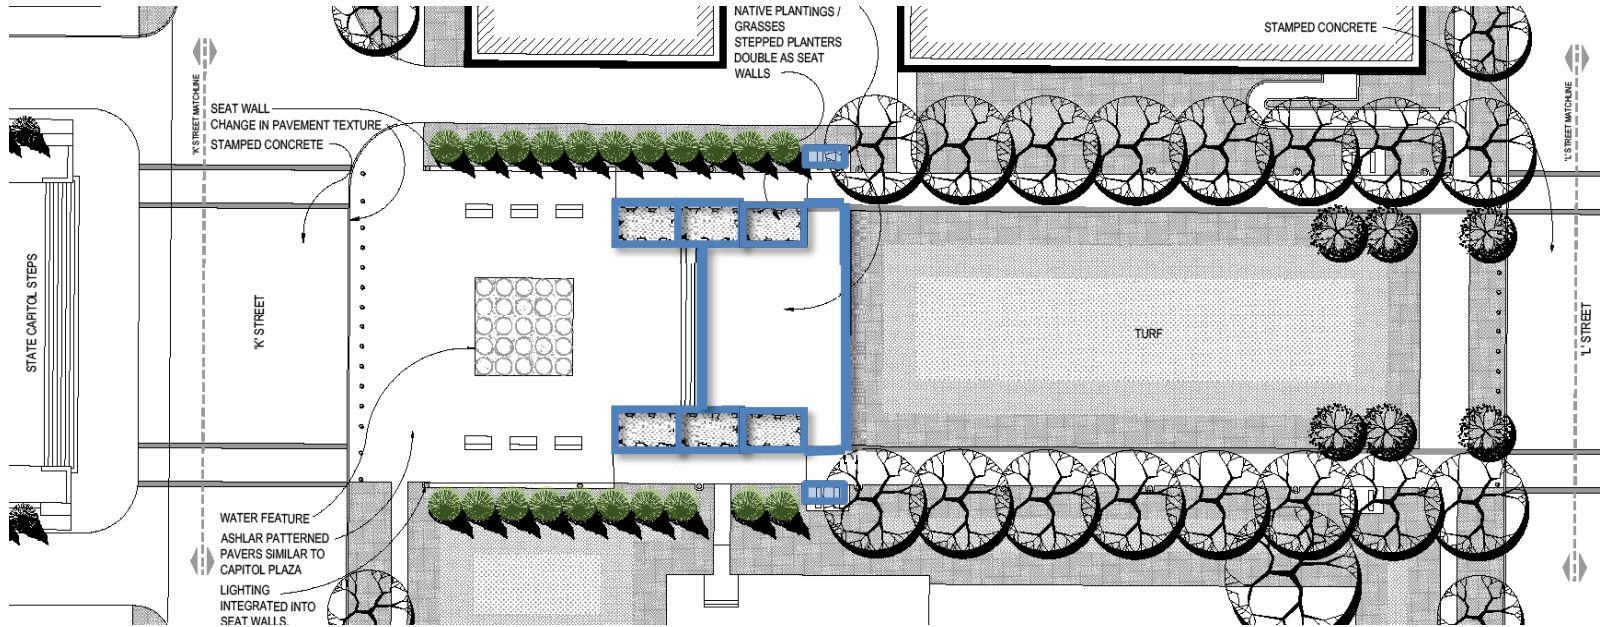 NATIVE PLANTINGS /
GRASSES
STEPPED PLANTERS
DOUBLE AS SEAT
WALLS
STAMPED CONCRETE
SEAT WALL
CHANGE IN PAVEMENT TEXTURE
STAMPED CONCRETE
'K' STREET MATCHLINE
'L' STREET MATCHLINE
STATE CAPITOL STEPS
'K' STREET
TURF
'L' STREET
WATER FEATURE
ASHLAR PATTERNED
PAVERS SIMILAR TO
CAPITOL PLAZA
LIGHTING
INTEGRATED INTO
SEAT WALLS.